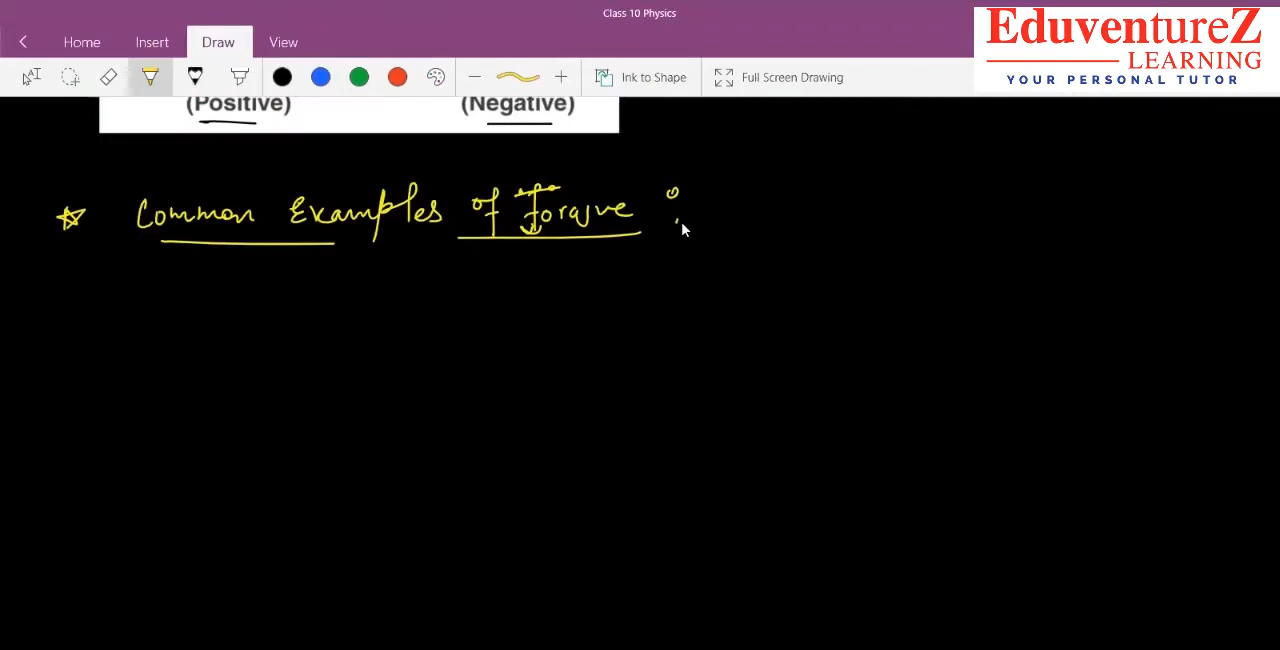 Class 10 Physics
EduventureZ
LEARNING
YOUR PERSONAL TUTOR
Home Insert Draw View
Ink to Shape Full Screen Drawing
(Positive) (Negative)
Common Examples of Torque :